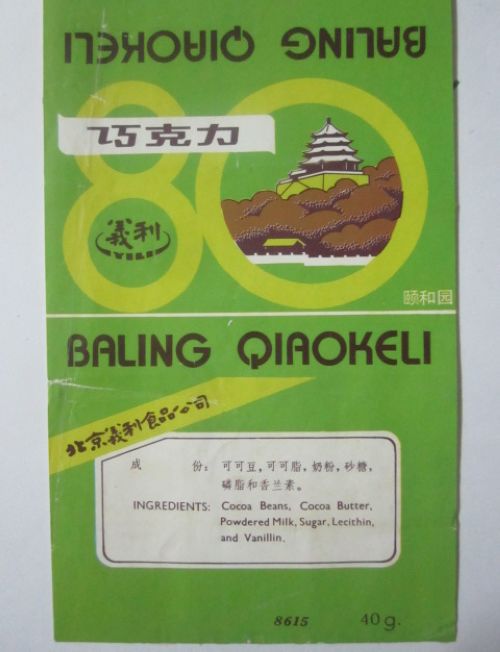 BALING QIAOKELI
80
巧克力
義利
YILI
颐和园
BALING QIAOKELI
北京義利食品公司
成 份: 可可豆,可可脂,奶粉,砂糖,
磷脂和香兰素。
INGREDIENTS: Cocoa Beans, Cocoa Butter,
Powdered Milk, Sugar, Lecithin,
and Vanillin.
8615 40g.